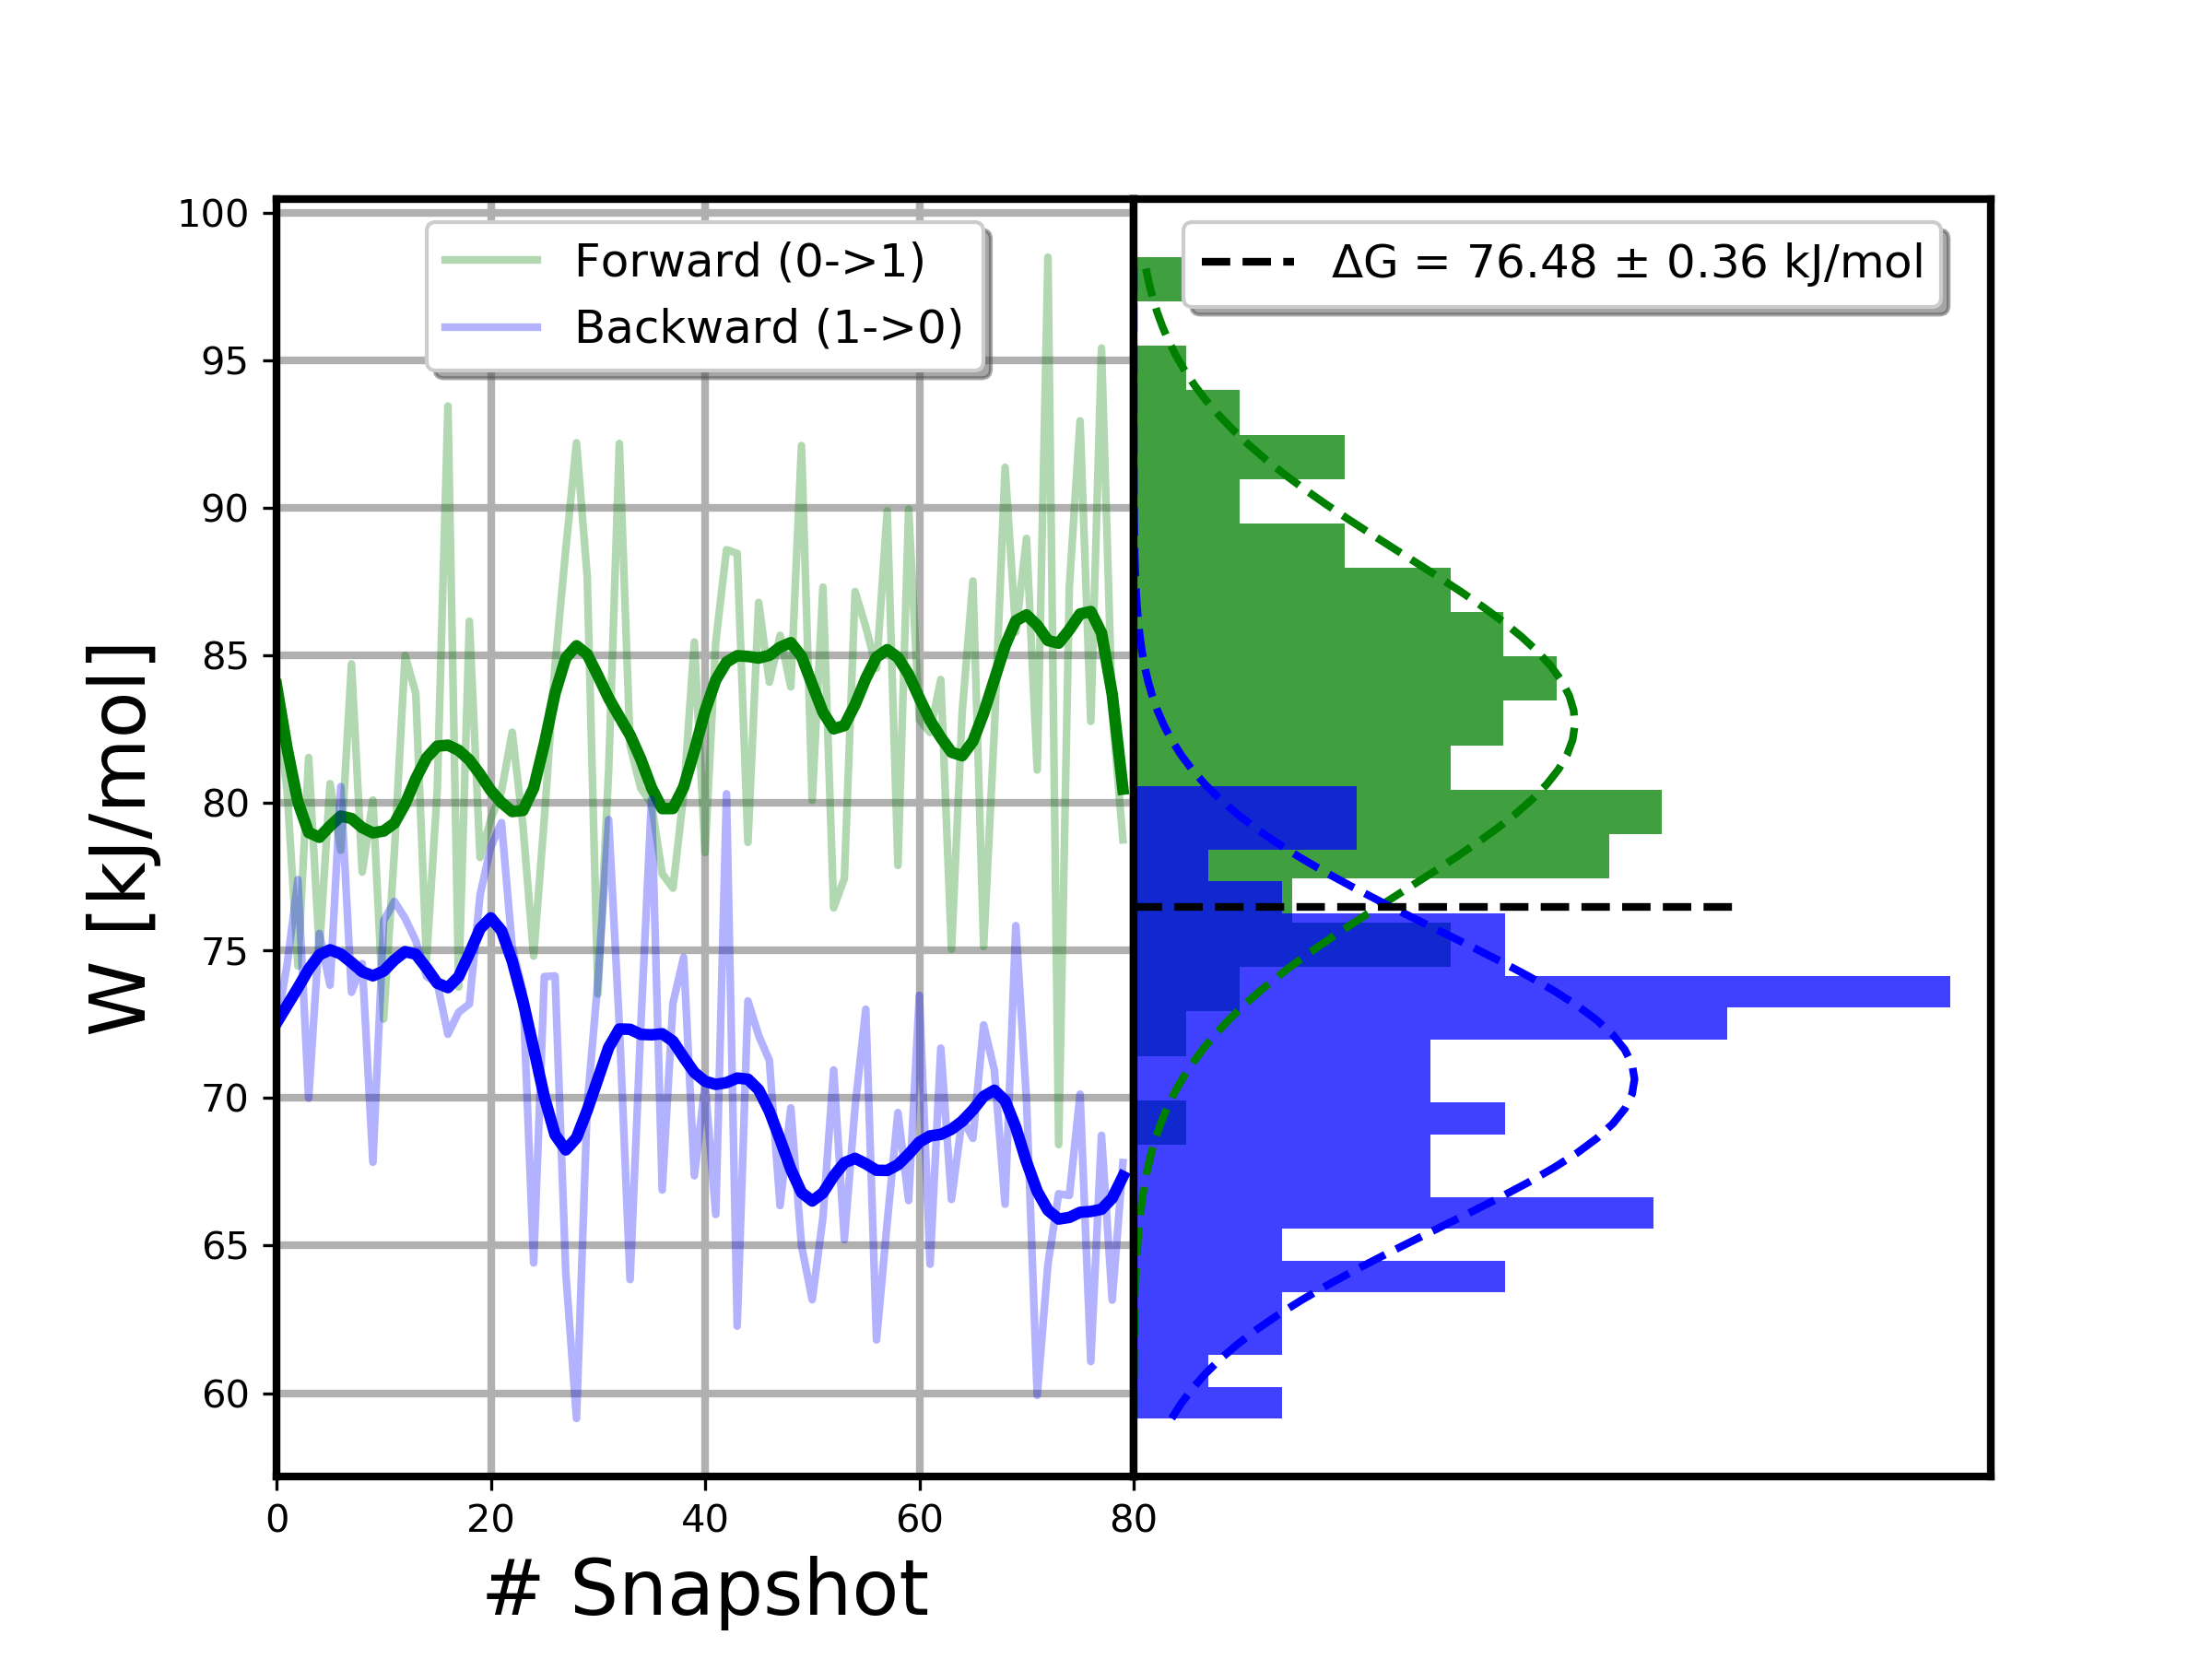 100
95
90
85
80
75
70
65
60
W [kJ/mol]
Forward (0->1)
Backward (1->0)
ΔG = 76.48 ± 0.36 kJ/mol
0 20 40 60 80
# Snapshot